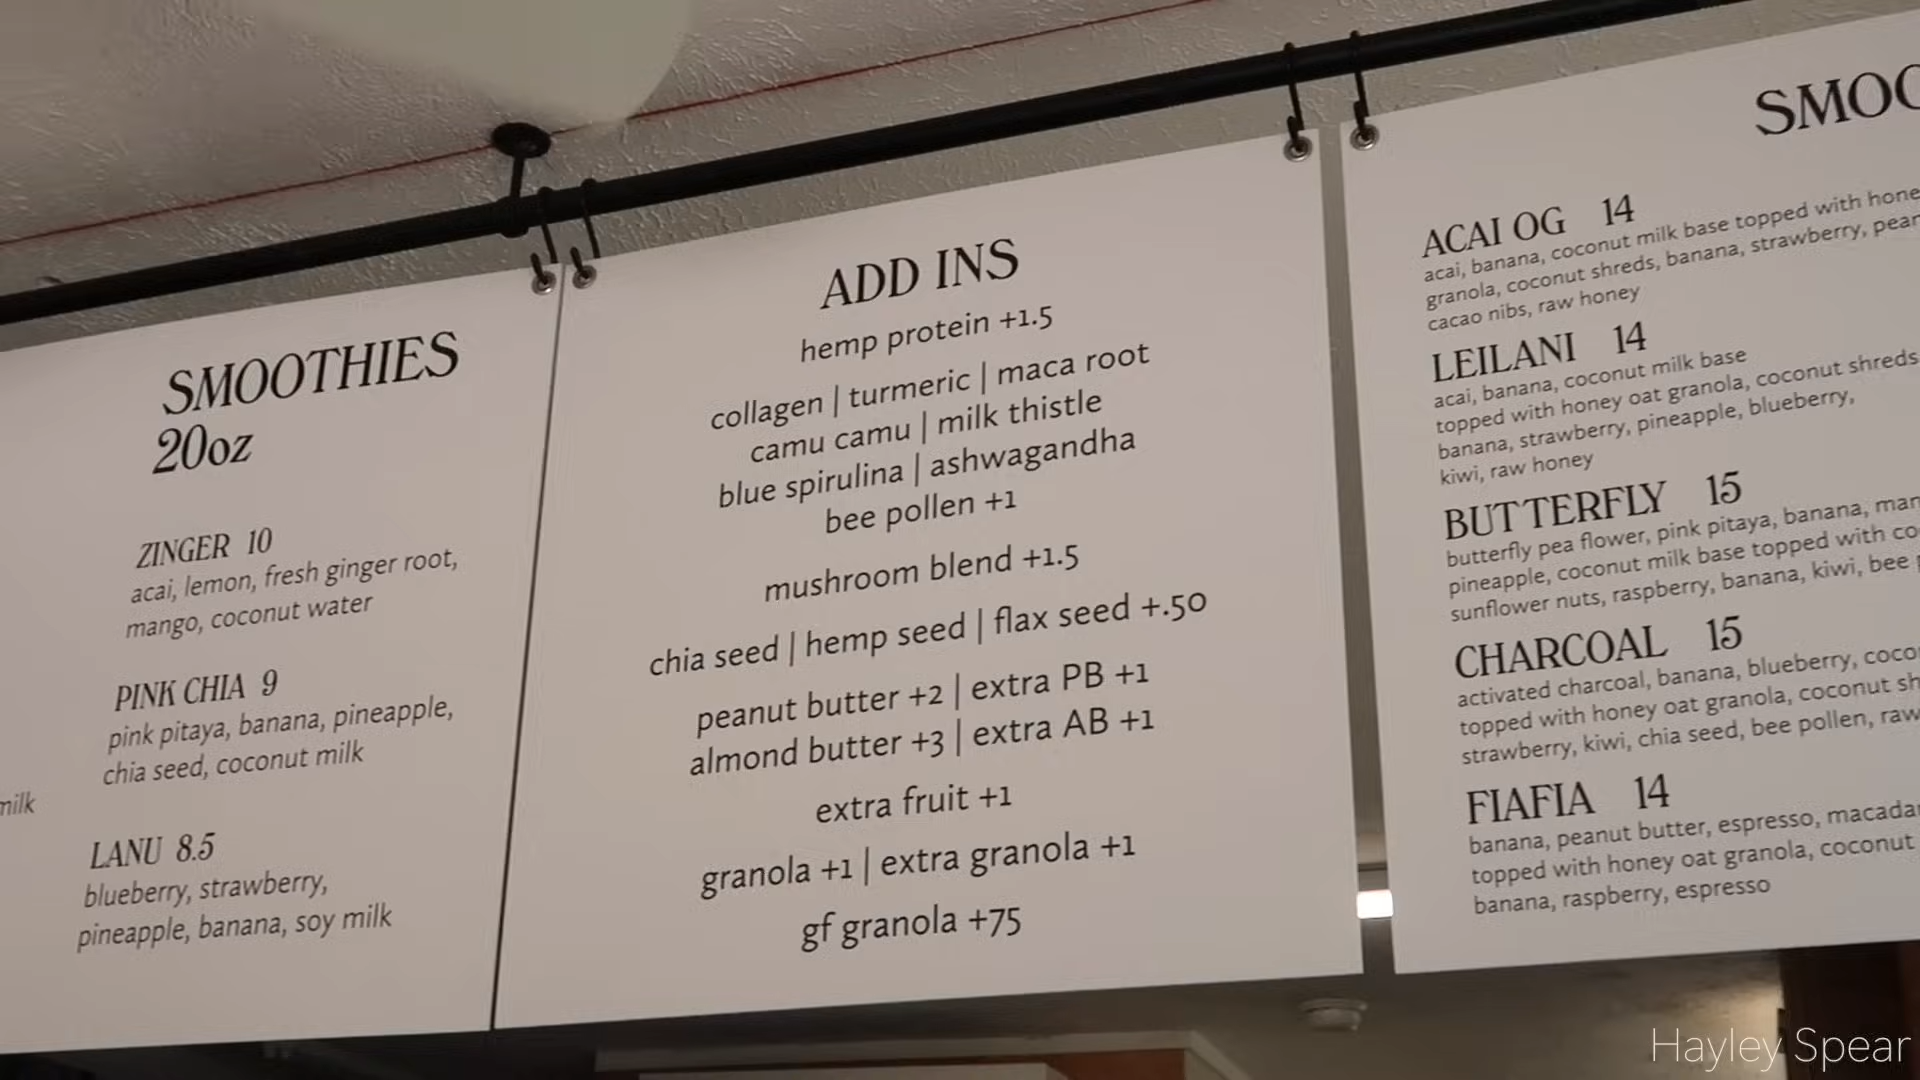 milk
SMOOTHIES
20oz
ZINGER 10
acai, lemon, fresh ginger root,
mango, coconut water
PINK CHIA 9
pink pitaya, banana, pineapple,
chia seed, coconut milk
LANU 8.5
blueberry, strawberry,
pineapple, banana, soy milk
ADD INS
hemp protein +1.5
collagen | turmeric | maca root
camu camu | milk thistle
blue spirulina | ashwagandha
bee pollen +1
mushroom blend +1.5
chia seed | hemp seed | flax seed +.50
peanut butter +2 | extra PB +1
almond butter +3 | extra AB +1
extra fruit +1
granola +1 | extra granola +1
gf granola +75
SMOO
ACAI OG 14
acai, banana, coconut milk base topped with hone
granola, coconut shreds, banana, strawberry, pean
cacao nibs, raw honey
LEILANI 14
acai, banana, coconut milk base
topped with honey oat granola, coconut shreds
banana, strawberry, pineapple, blueberry,
kiwi, raw honey
BUTTERFLY 15
butterfly pea flower, pink pitaya, banana, man
pineapple, coconut milk base topped with co
sunflower nuts, raspberry, banana, kiwi, bee
CHARCOAL 15
activated charcoal, banana, blueberry, coco
topped with honey oat granola, coconut sh
strawberry, kiwi, chia seed, bee pollen, raw
FIAFIA 14
banana, peanut butter, espresso, macada
topped with honey oat granola, coconut
banana, raspberry, espresso
Hayley Spear